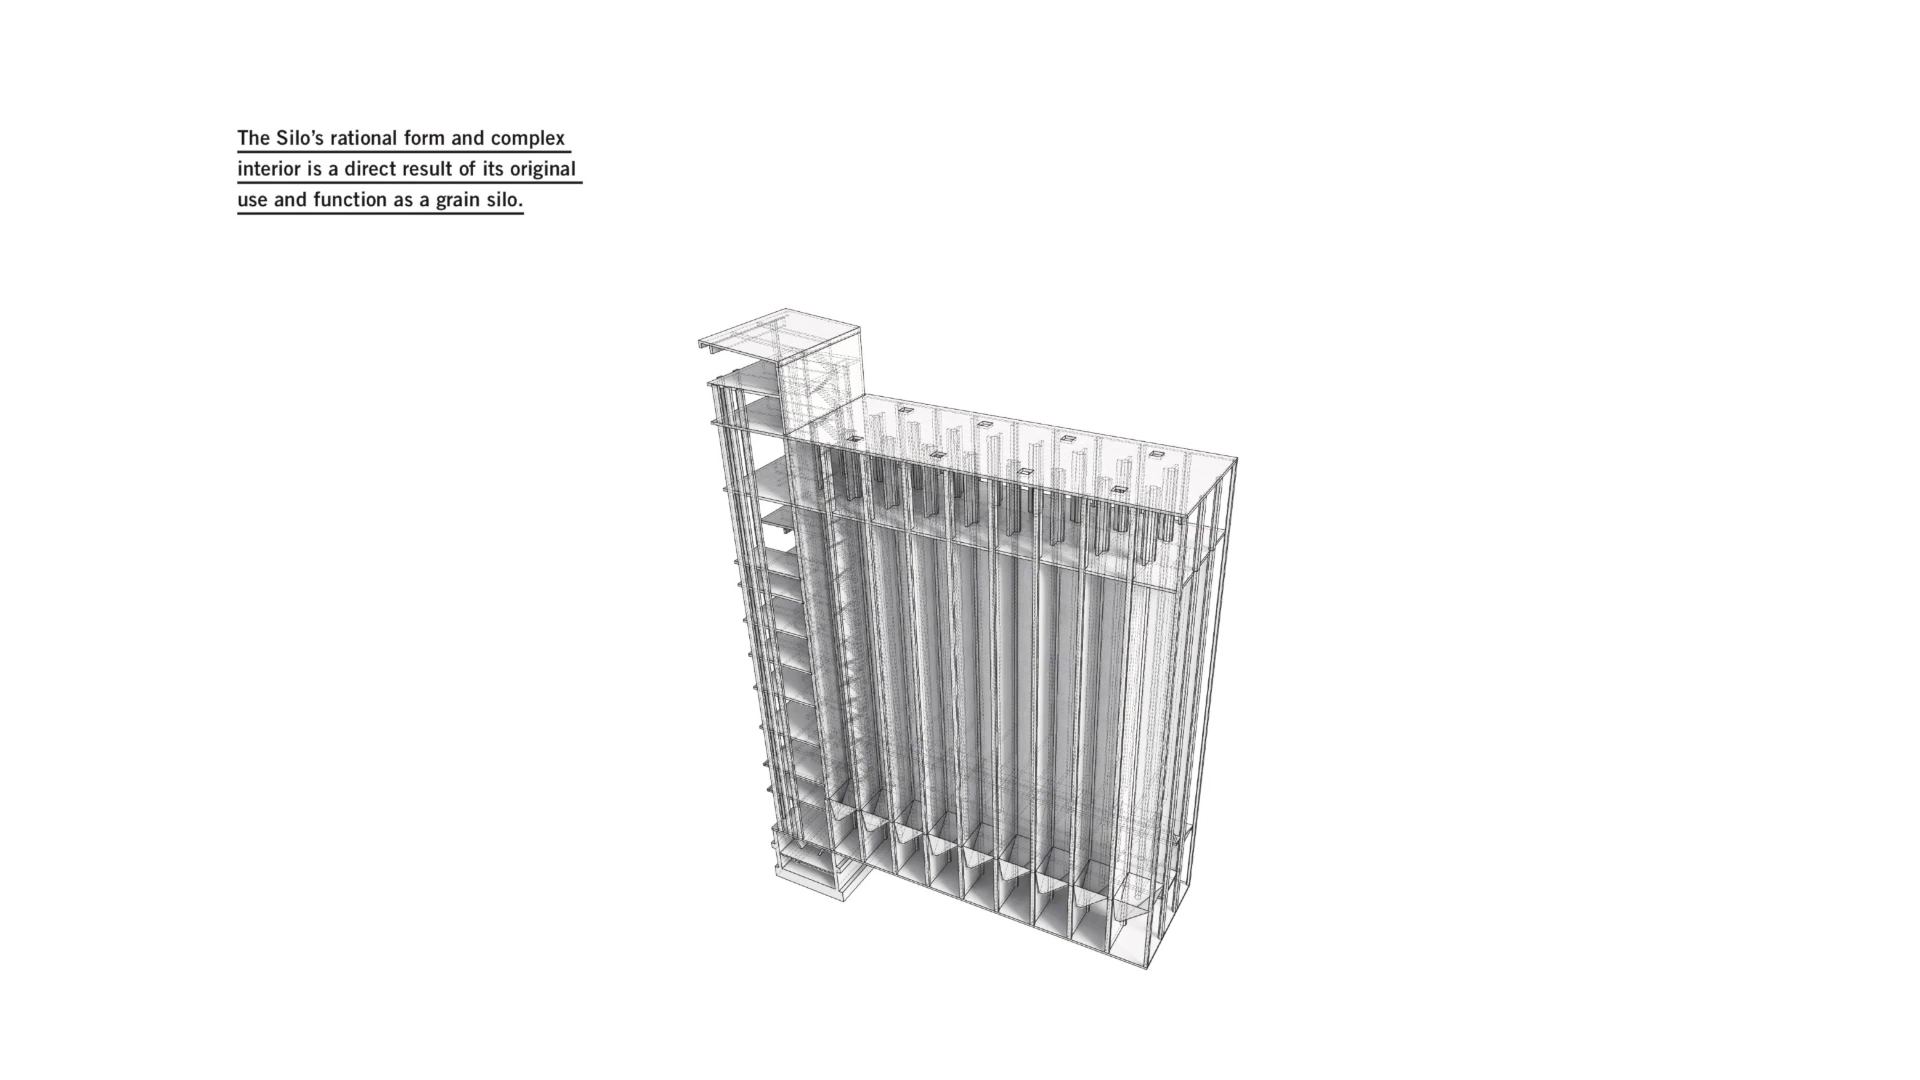 The Silo’s rational form and complex
interior is a direct result of its original
use and function as a grain silo.